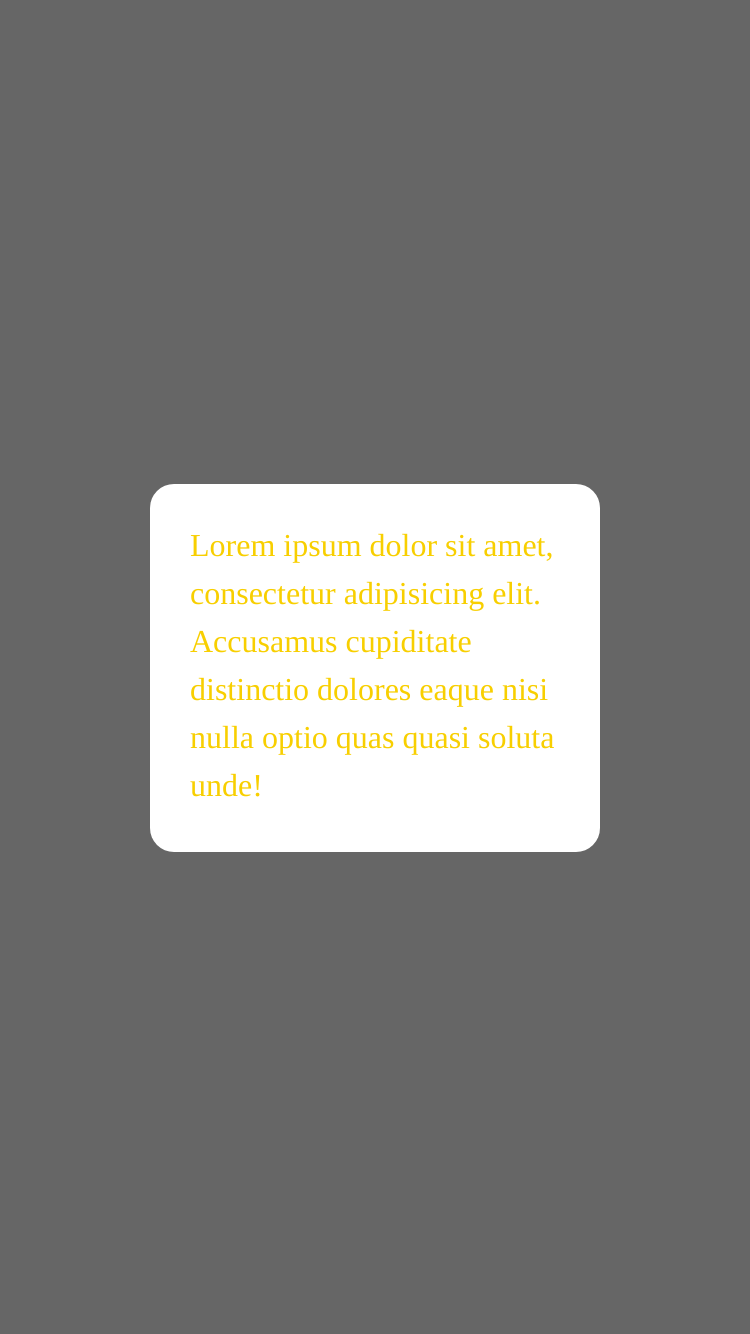 Lorem ipsum dolor sit amet,
consectetur adipisicing elit.
Accusamus cupiditate
distinctio dolores eaque nisi
nulla optio quas quasi soluta
unde!